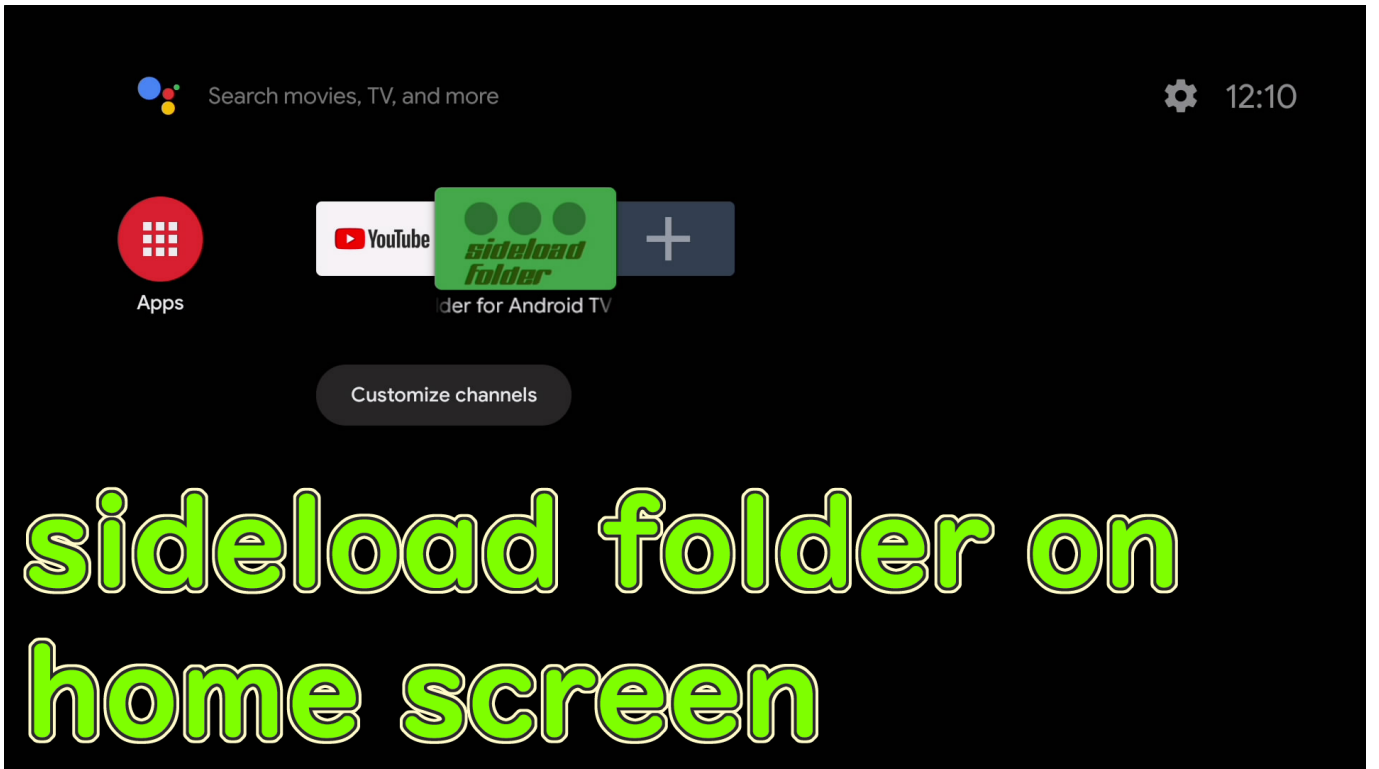 Search movies, TV, and more
12:10
YouTube
sideload
folder
Apps
der for Android TV
Customize channels
sideload folder on
home screen